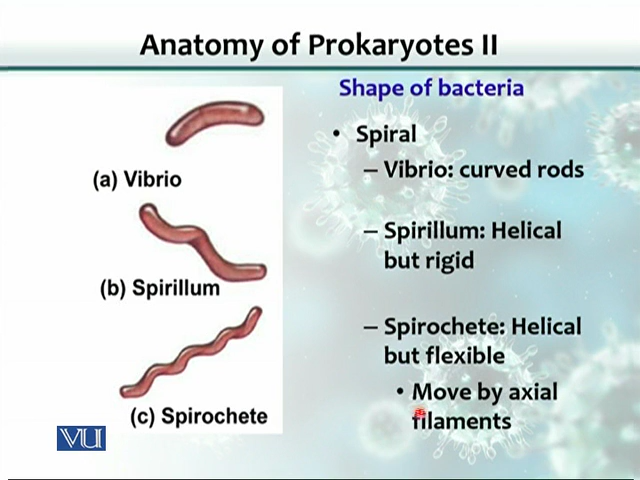 Anatomy of Prokaryotes II
Shape of bacteria
• Spiral
– Vibrio: curved rods
– Spirillum: Helical
but rigid
– Spirochete: Helical
but flexible
• Move by axial
filaments
(a) Vibrio
(b) Spirillum
(c) Spirochete
VU